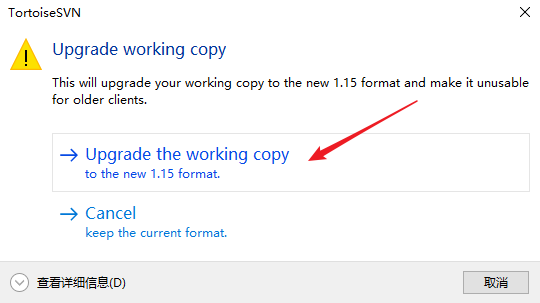 TortoiseSVN
Upgrade working copy
This will upgrade your working copy to the new 1.15 format and make it unusable
for older clients.
Upgrade the working copy
to the new 1.15 format.
Cancel
keep the current format.
查看详细信息(D)
取消